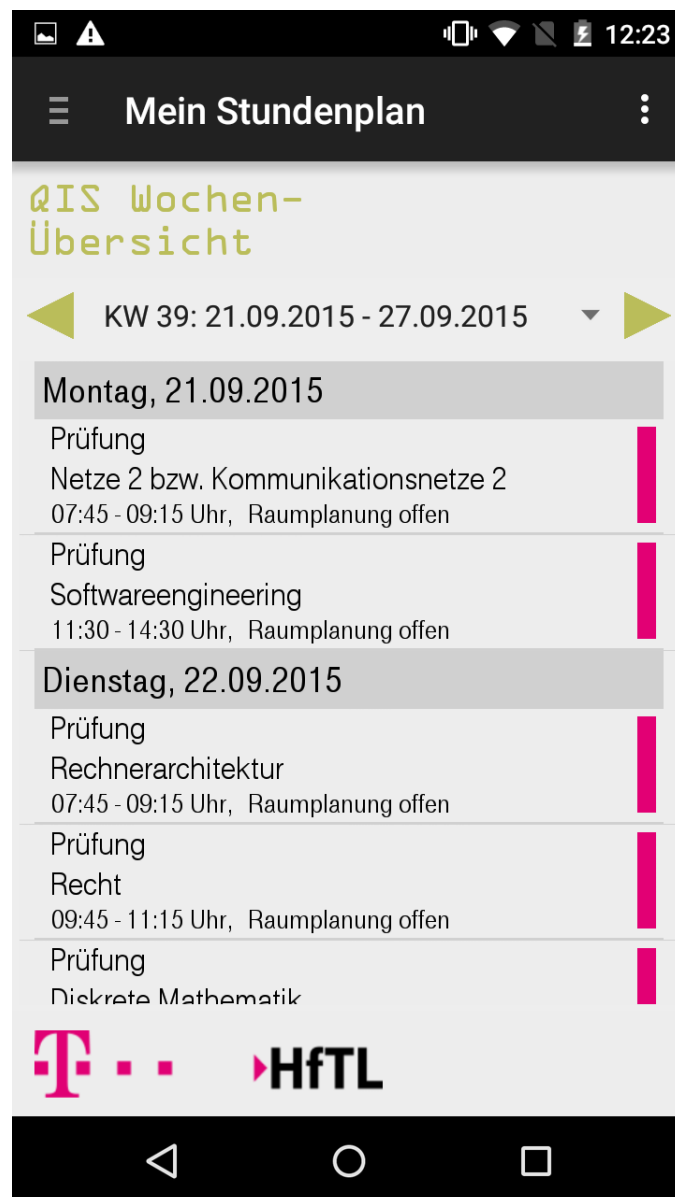 12:23
Mein Stundenplan
QIS Wochen-
Übersicht
KW 39: 21.09.2015 - 27.09.2015
Montag, 21.09.2015
Prüfung
Netze 2 bzw. Kommunikationsnetze 2
07:45 - 09:15 Uhr, Raumplanung offen
Prüfung
Softwareengineering
11:30 - 14:30 Uhr, Raumplanung offen
Dienstag, 22.09.2015
Prüfung
Rechnerarchitektur
07:45 - 09:15 Uhr, Raumplanung offen
Prüfung
Recht
09:45 - 11:15 Uhr, Raumplanung offen
Prüfung
Diskrete Mathematik
T HfTL